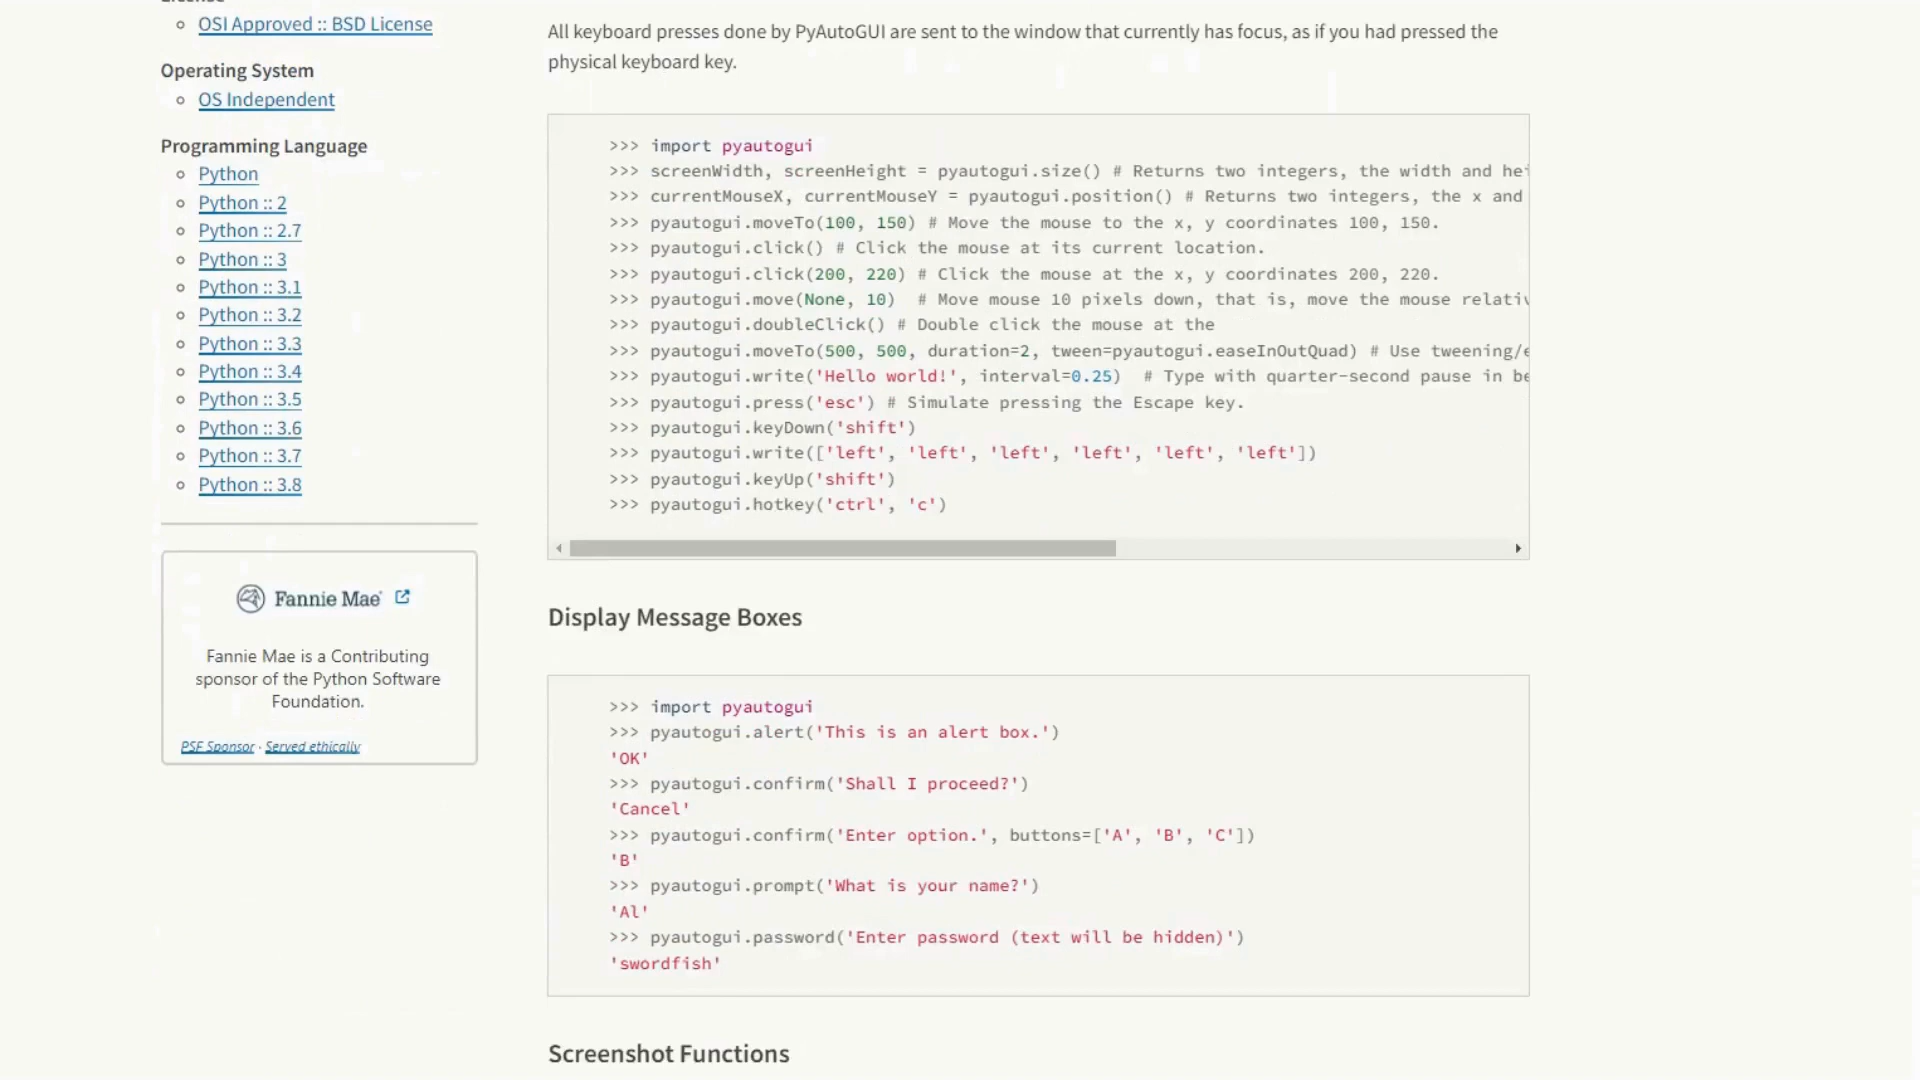 OSI Approved :: BSD License
Operating System
OS Independent
Programming Language
Python
Python :: 2
Python :: 2.7
Python :: 3
Python :: 3.1
Python :: 3.2
Python :: 3.3
Python :: 3.4
Python :: 3.5
Python :: 3.6
Python :: 3.7
Python :: 3.8
Fannie Mae
Fannie Mae is a Contributing
sponsor of the Python Software
Foundation.
PSF Sponsor · Served ethically
All keyboard presses done by PyAutoGUI are sent to the window that currently has focus, as if you had pressed the
physical keyboard key.
>>> import pyautogui
>>> screenWidth, screenHeight = pyautogui.size() # Returns two integers, the width and hei
>>> currentMouseX, currentMouseY = pyautogui.position() # Returns two integers, the x and
>>> pyautogui.moveTo(100, 150) # Move the mouse to the x, y coordinates 100, 150.
>>> pyautogui.click() # Click the mouse at its current location.
>>> pyautogui.click(200, 220) # Click the mouse at the x, y coordinates 200, 220.
>>> pyautogui.move(None, 10)  # Move mouse 10 pixels down, that is, move the mouse relativ
>>> pyautogui.doubleClick() # Double click the mouse at the
>>> pyautogui.moveTo(500, 500, duration=2, tween=pyautogui.easeInOutQuad) # Use tweening/e
>>> pyautogui.write('Hello world!', interval=0.25)  # Type with quarter-second pause in be
>>> pyautogui.press('esc') # Simulate pressing the Escape key.
>>> pyautogui.keyDown('shift')
>>> pyautogui.write(['left', 'left', 'left', 'left', 'left', 'left'])
>>> pyautogui.keyUp('shift')
>>> pyautogui.hotkey('ctrl', 'c')
Display Message Boxes
>>> import pyautogui
>>> pyautogui.alert('This is an alert box.')
'OK'
>>> pyautogui.confirm('Shall I proceed?')
'Cancel'
>>> pyautogui.confirm('Enter option.', buttons=['A', 'B', 'C'])
'B'
>>> pyautogui.prompt('What is your name?')
'Al'
>>> pyautogui.password('Enter password (text will be hidden)')
'swordfish'
Screenshot Functions